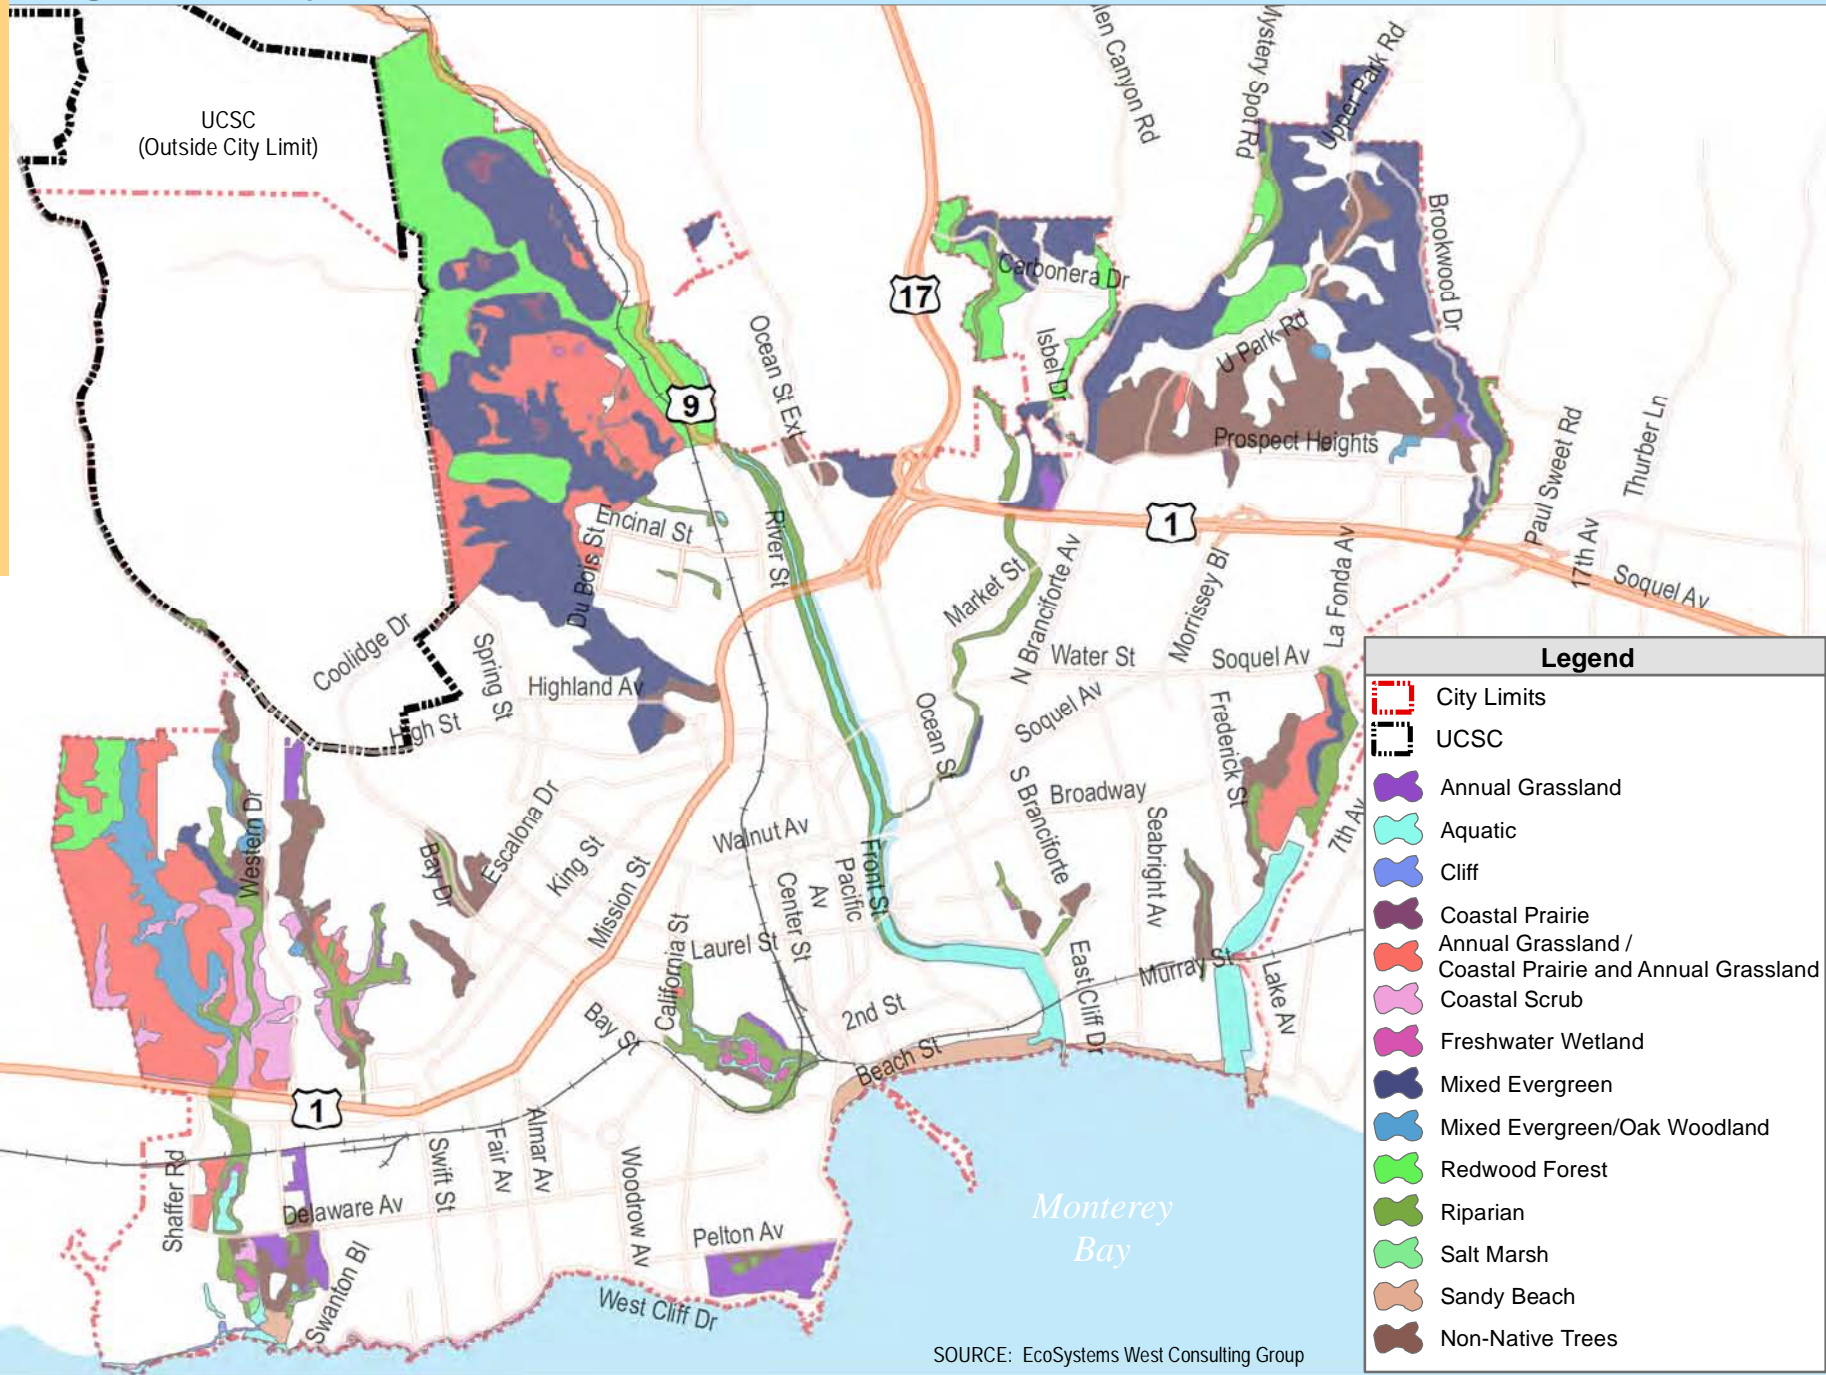 UCSC
(Outside City Limit)
Mystery Spot Rd
Upper Park Rd
Brookwood Dr
Carbonera Dr
17
Isbel Dr
Ocean St Ext
U Park Rd
9
Prospect Heights
Paul Sweet Rd
Thurber Ln
17th Av
Soquel Av
1
Encinal St
Du Bois St
River St
Market St
N Branciforte Av
Morrissey Bl
La Fonda Av
Coolidge Dr
Spring St
Highland Av
High St
Water St
Soquel Av
Soquel Av
Ocean St
Frederick St
Broadway
S Branciforte
Seabright Av
7th Av
Western Dr
Bay Dr
Escalona Dr
King St
Mission St
Walnut Av
Center St
Pacific
Av
Front St
Laurel St
California St
Bay St
2nd St
Beach St
East Cliff Dr
Murray St
Lake Av
1
Shaffer Rd
Delaware Av
Swanton Bl
Swift St
Fair Av
Almar Av
Woodrow Av
Pelton Av
West Cliff Dr
Monterey
Bay
SOURCE: EcoSystems West Consulting Group
Legend
City Limits
UCSC
Annual Grassland
Aquatic
Cliff
Coastal Prairie
Annual Grassland /
Coastal Prairie and Annual Grassland
Coastal Scrub
Freshwater Wetland
Mixed Evergreen
Mixed Evergreen/Oak Woodland
Redwood Forest
Riparian
Salt Marsh
Sandy Beach
Non-Native Trees